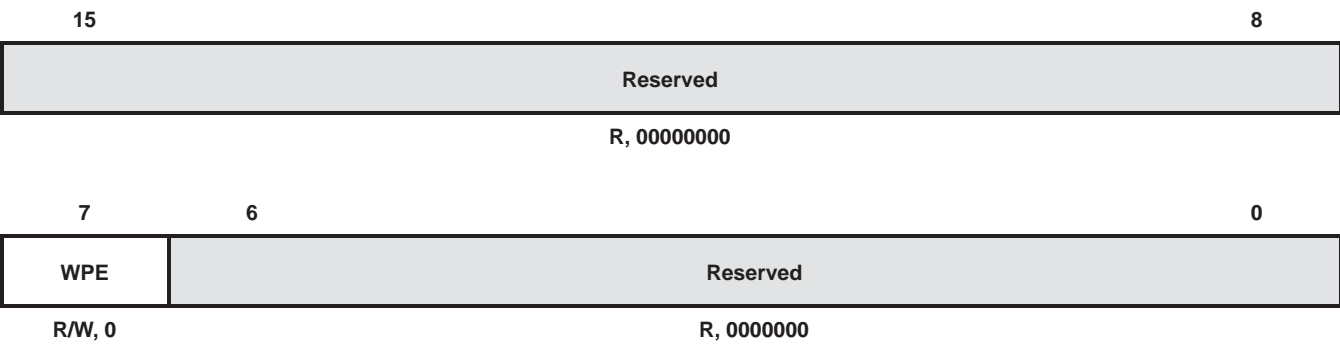 15 8
Reserved
R, 00000000
7 6 0
WPE Reserved
R/W, 0 R, 0000000